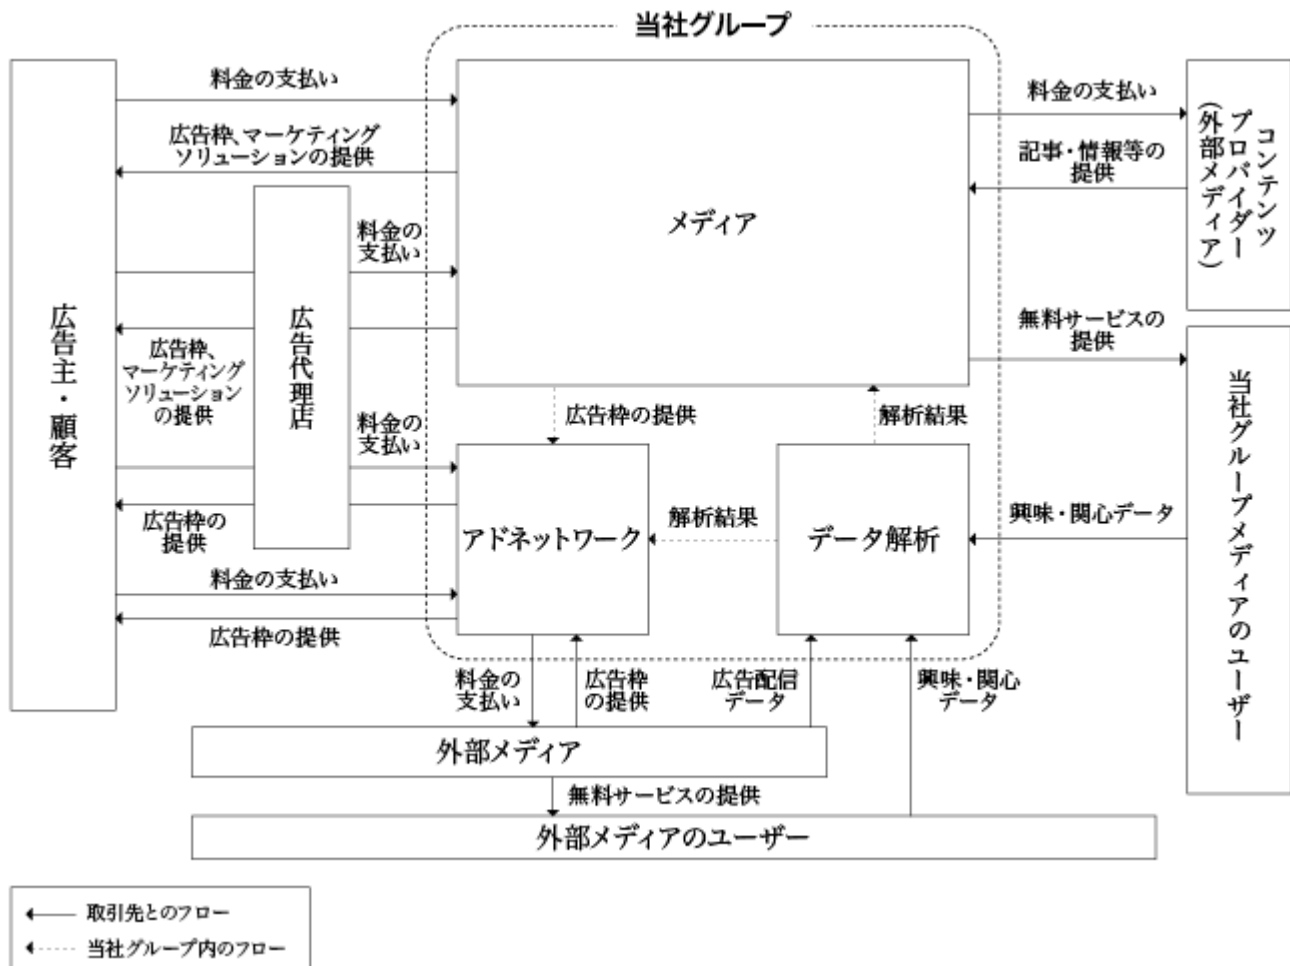 当社グループ
料金の支払い
広告枠、マーケティング
ソリューションの提供
広告主・顧客
広告代理店
料金の
支払い
広告枠、
マーケティング
ソリューション
の提供
料金の
支払い
広告枠の
提供
料金の支払い
広告枠の提供
メディア
広告枠の提供
解析結果
アドネットワーク
解析結果
データ解析
料金の支払い
記事・情報等の
提供
コンテンツ
プロバイダー
(外部メディア)
無料サービスの
提供
興味・関心データ
当社グループメディアのユーザー
料金の
支払い
広告枠
の提供
広告配信
データ
興味・関心
データ
外部メディア
無料サービスの提供
外部メディアのユーザー
取引先とのフロー
当社グループ内のフロー